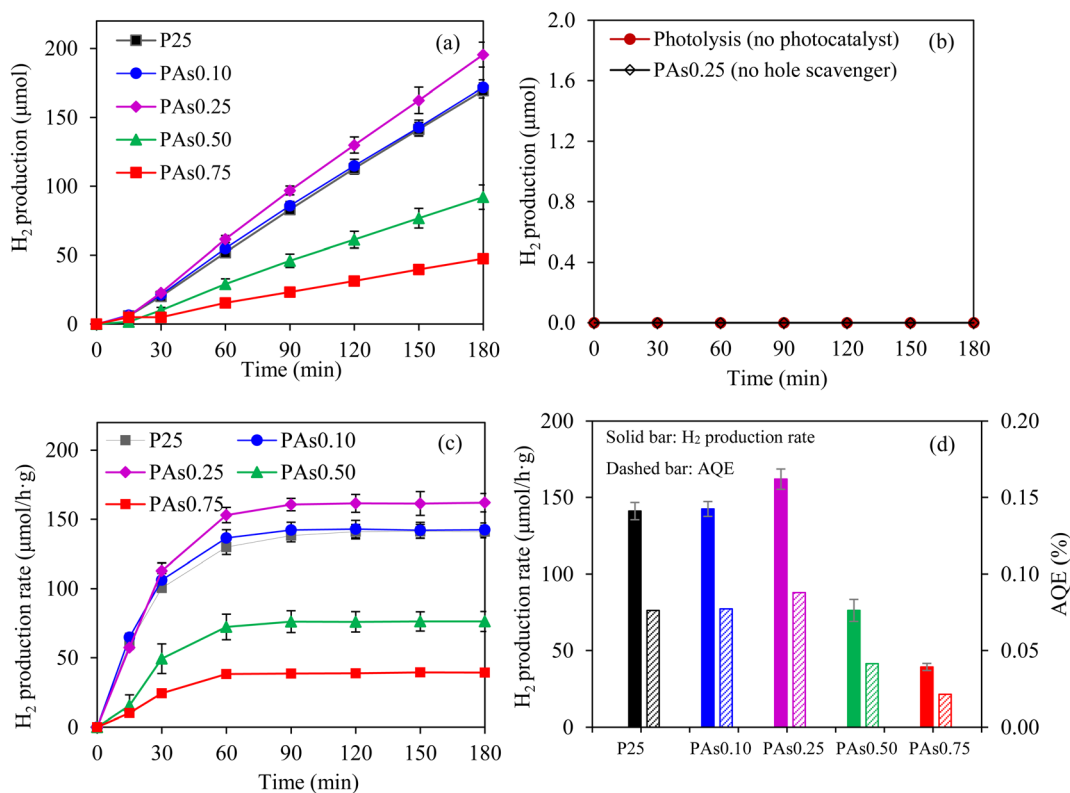 (a)
P25
PAs0.10
PAs0.25
PAs0.50
PAs0.75
H2 production (µmol)
200
150
100
50
0
0 30 60 90 120 150 180
Time (min)
(b)
Photolysis (no photocatalyst)
PAs0.25 (no hole scavenger)
H2 production (µmol)
2.0
1.6
1.2
0.8
0.4
0.0
0 30 60 90 120 150 180
Time (min)
(c)
P25 PAs0.10
PAs0.25 PAs0.50
PAs0.75
H2 production rate (µmol/h·g)
200
150
100
50
0
0 30 60 90 120 150 180
Time (min)
(d)
Solid bar: H2 production rate
Dashed bar: AQE
H2 production rate (µmol/h·g)
200
150
100
50
0
0.20
0.15
0.10
0.05
0.00
AQE (%)
P25 PAs0.10 PAs0.25 PAs0.50 PAs0.75